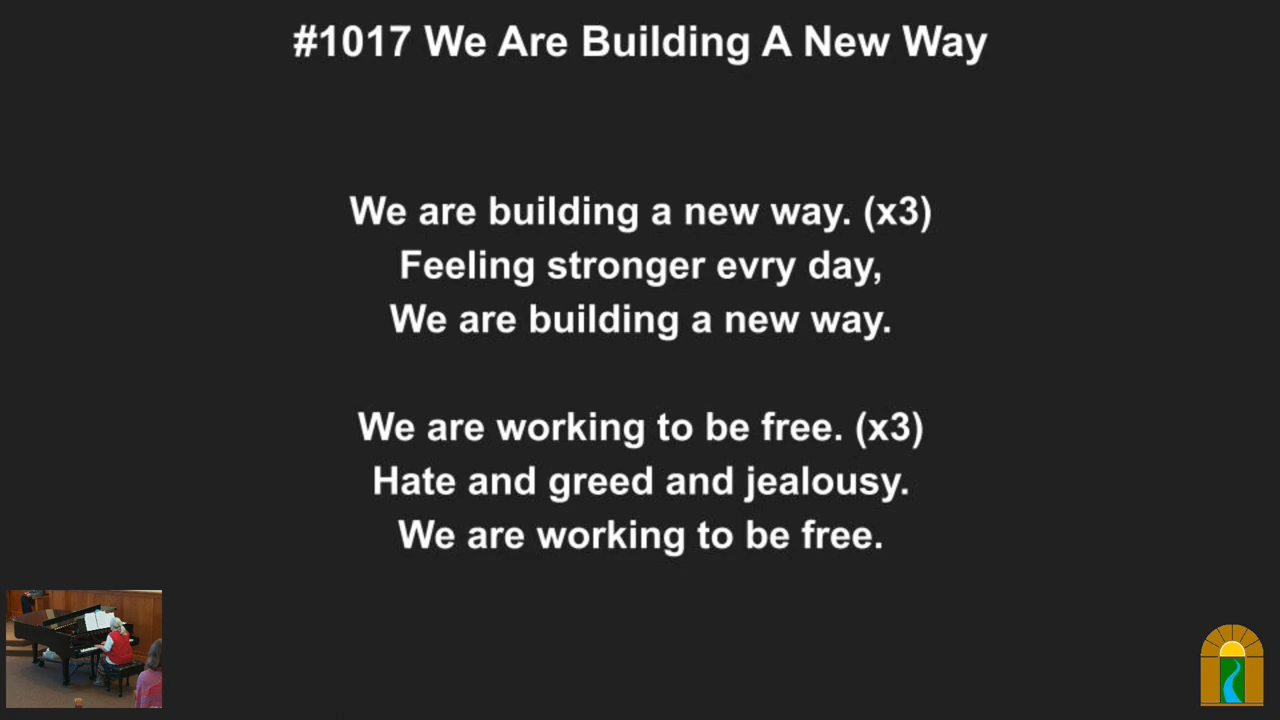 #1017 We Are Building A New Way
We are building a new way. (x3)
Feeling stronger evry day,
We are building a new way.
We are working to be free. (x3)
Hate and greed and jealousy.
We are working to be free.